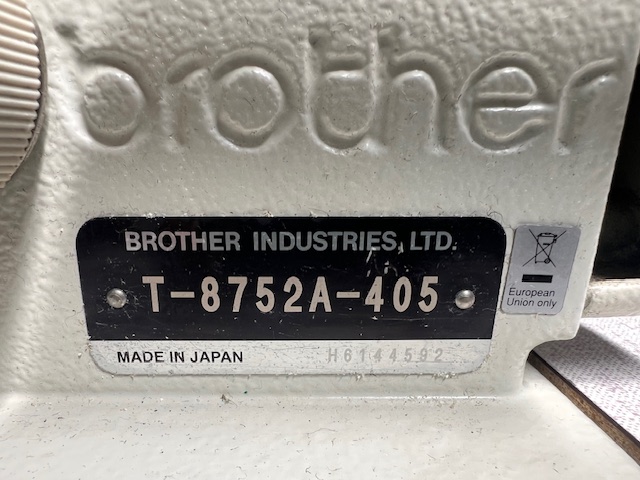 brother
BROTHER INDUSTRIES, LTD.
T-8752A-405
MADE IN JAPAN H6144592
European
Union only